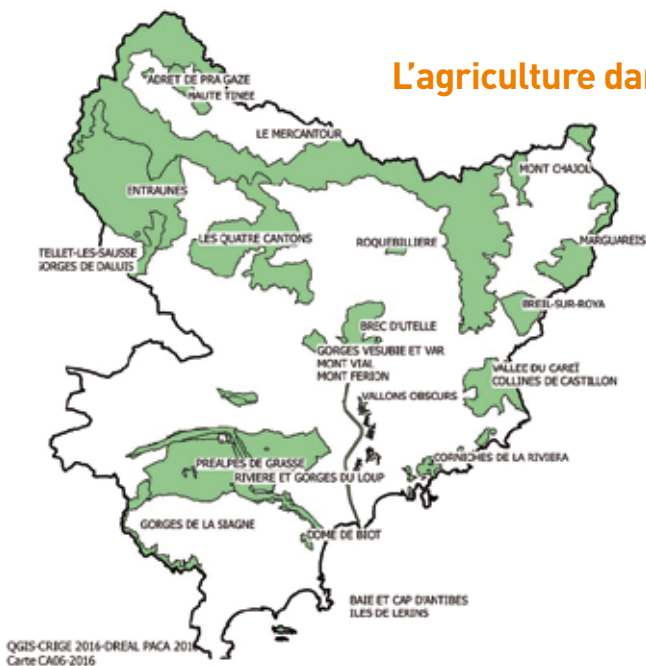 L'agriculture dan
ADRET DE PRA GAZE
HAUTE TINEE
LE MERCANTOUR
MONT CHAJOL
ENTRAUNES
LES QUATRE CANTONS
ROQUEBILLIERE
MARGUAREIS
TELLET-LES-SAUSSE
GORGES DE DALUIS
BREIL-SUR-ROYA
BREC D'UTELLE
GORGES VESUBIE ET VAR
MONT VIAL
MONT FERION
VALLEE DU CAREÏ
COLLINES DE CASTILLON
VALLONS OBSCURS
CORNICHES DE LA RIVIERA
PREALPES DE GRASSE
RIVIERE ET GORGES DU LOUP
GORGES DE LA SIAGNE
DOME DE BIOT
BAIE ET CAP D'ANTIBES
ILES DE LERINS
QGIS-CRIGE 2016-DREAL PACA 201
Carte CA06-2016